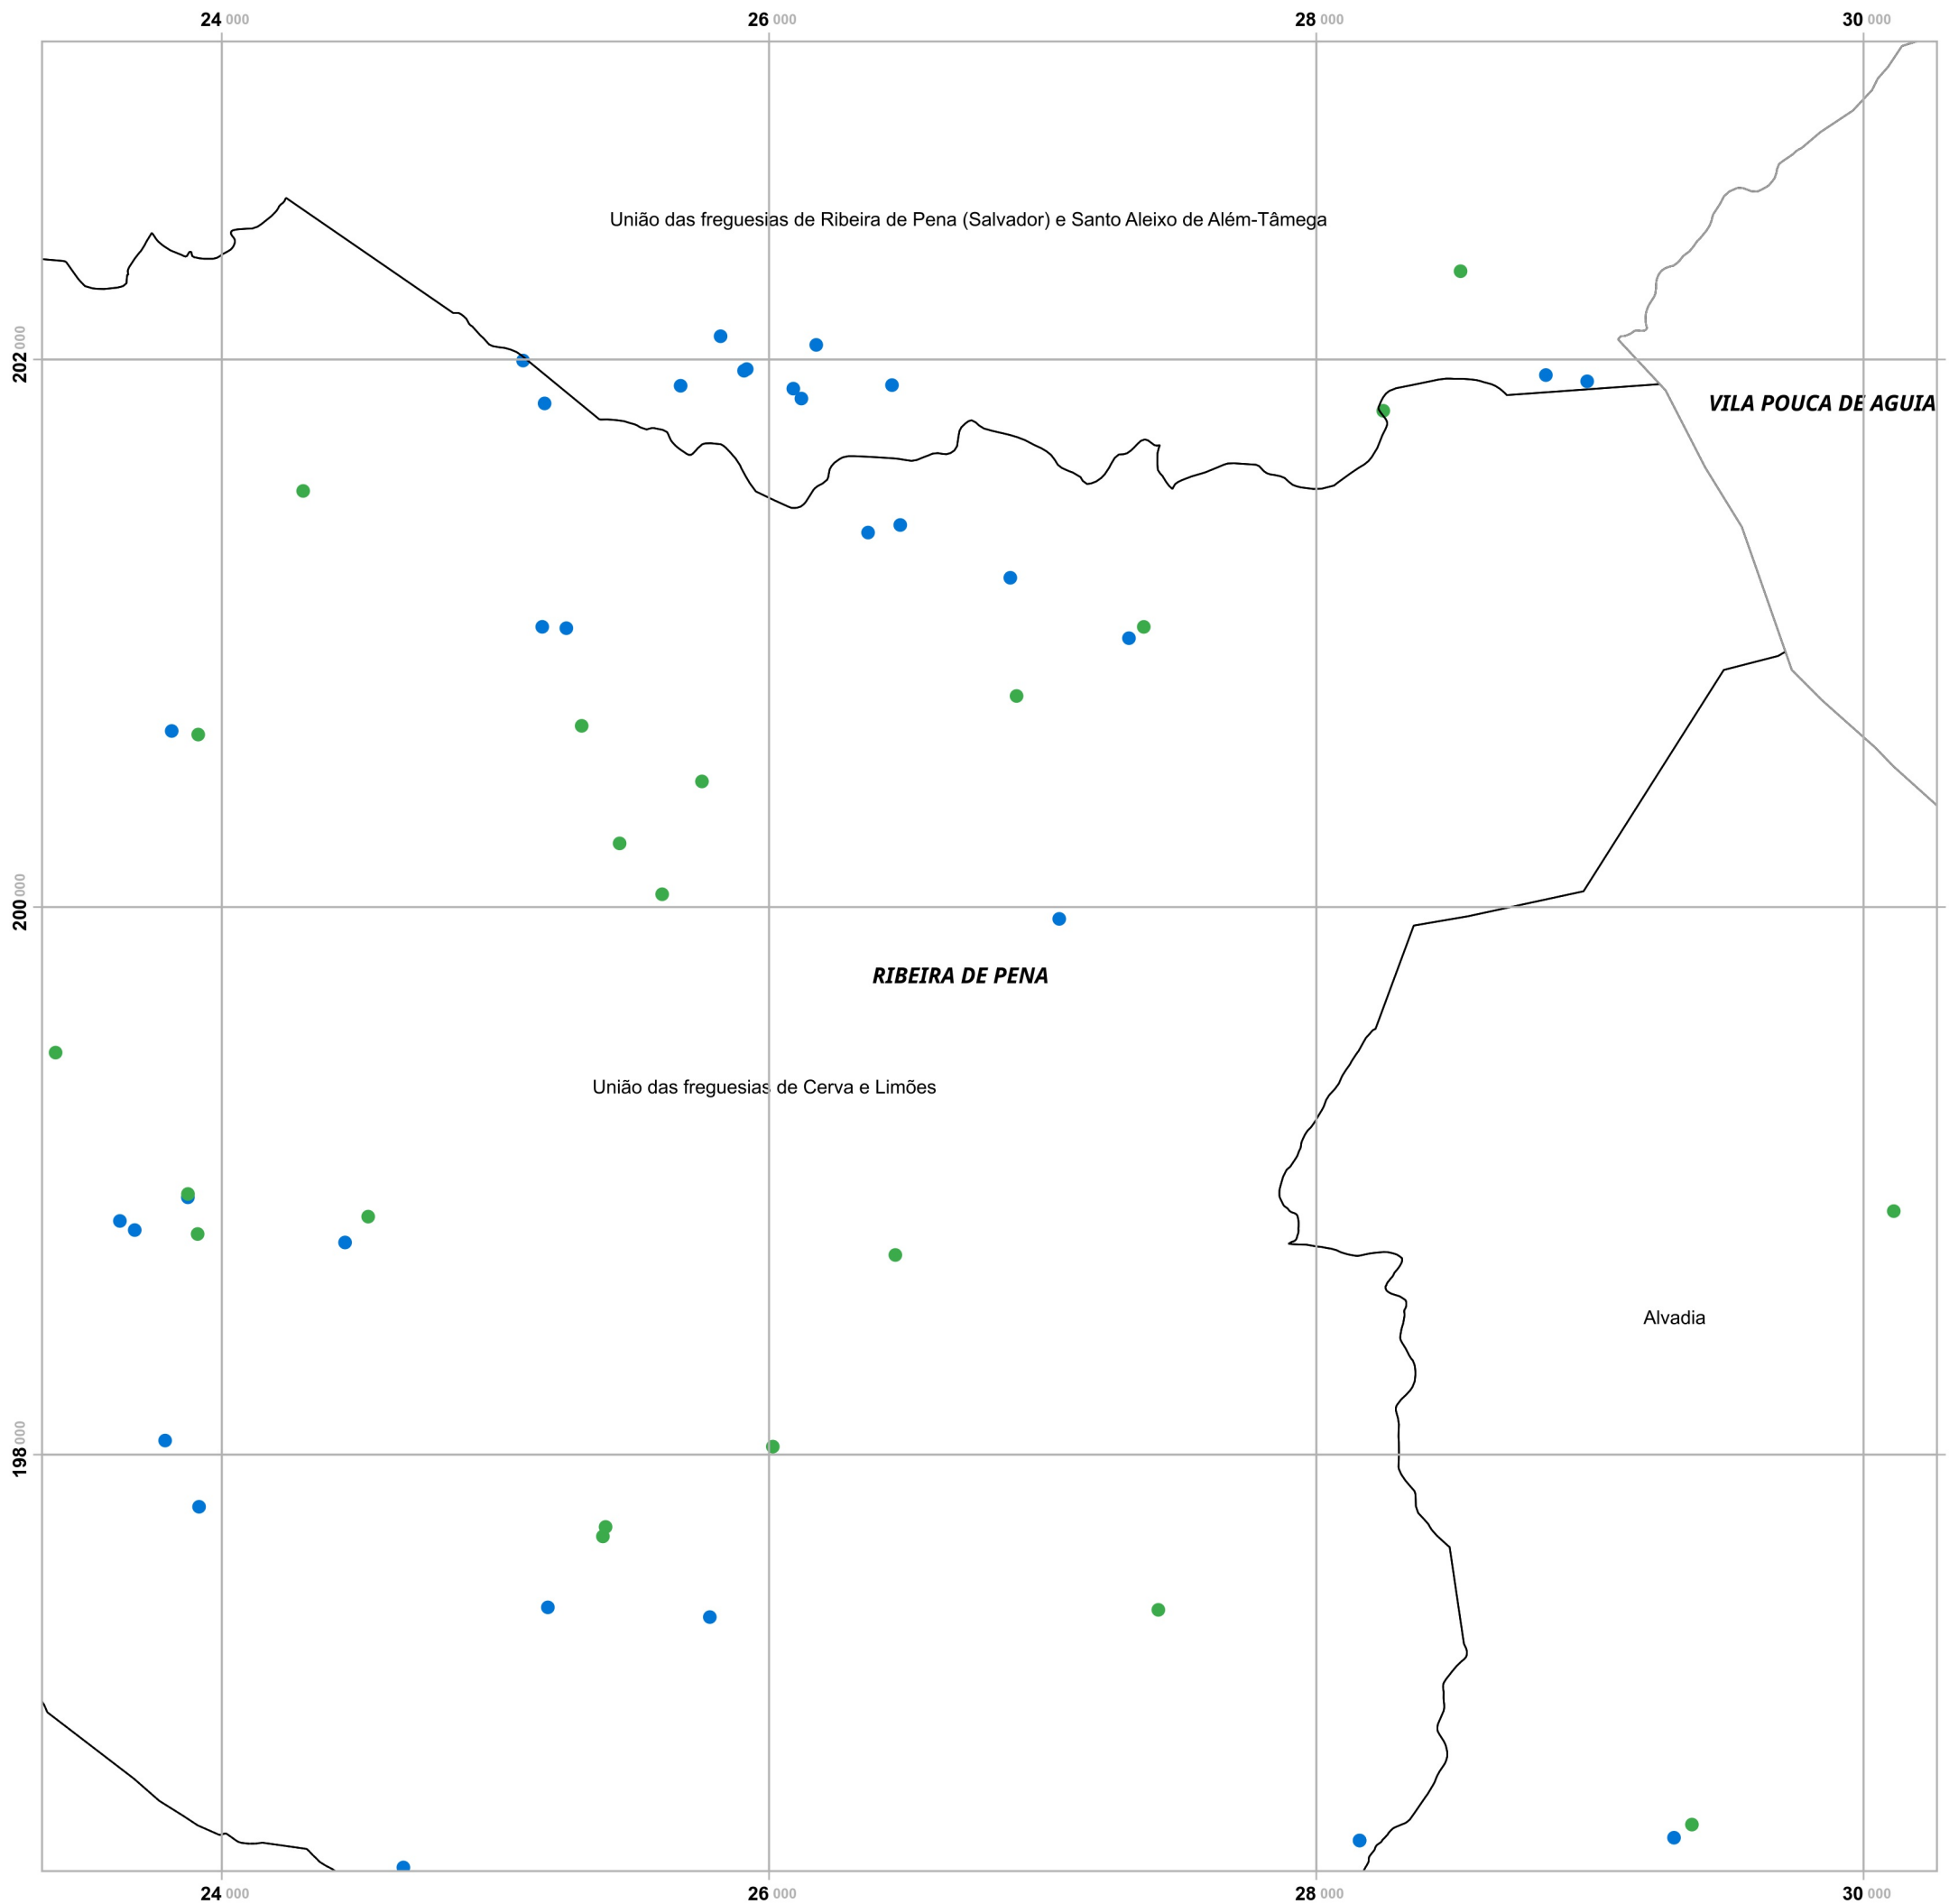 24 000 26 000 28 000 30 000
União das freguesias de Ribeira de Pena (Salvador) e Santo Aleixo de Além-Tâmega
202 000
VILA POUCA DE AGUIA
200 000
RIBEIRA DE PENA
União das freguesias de Cerva e Limões
Alvadia
198 000
24 000 26 000 28 000 30 000